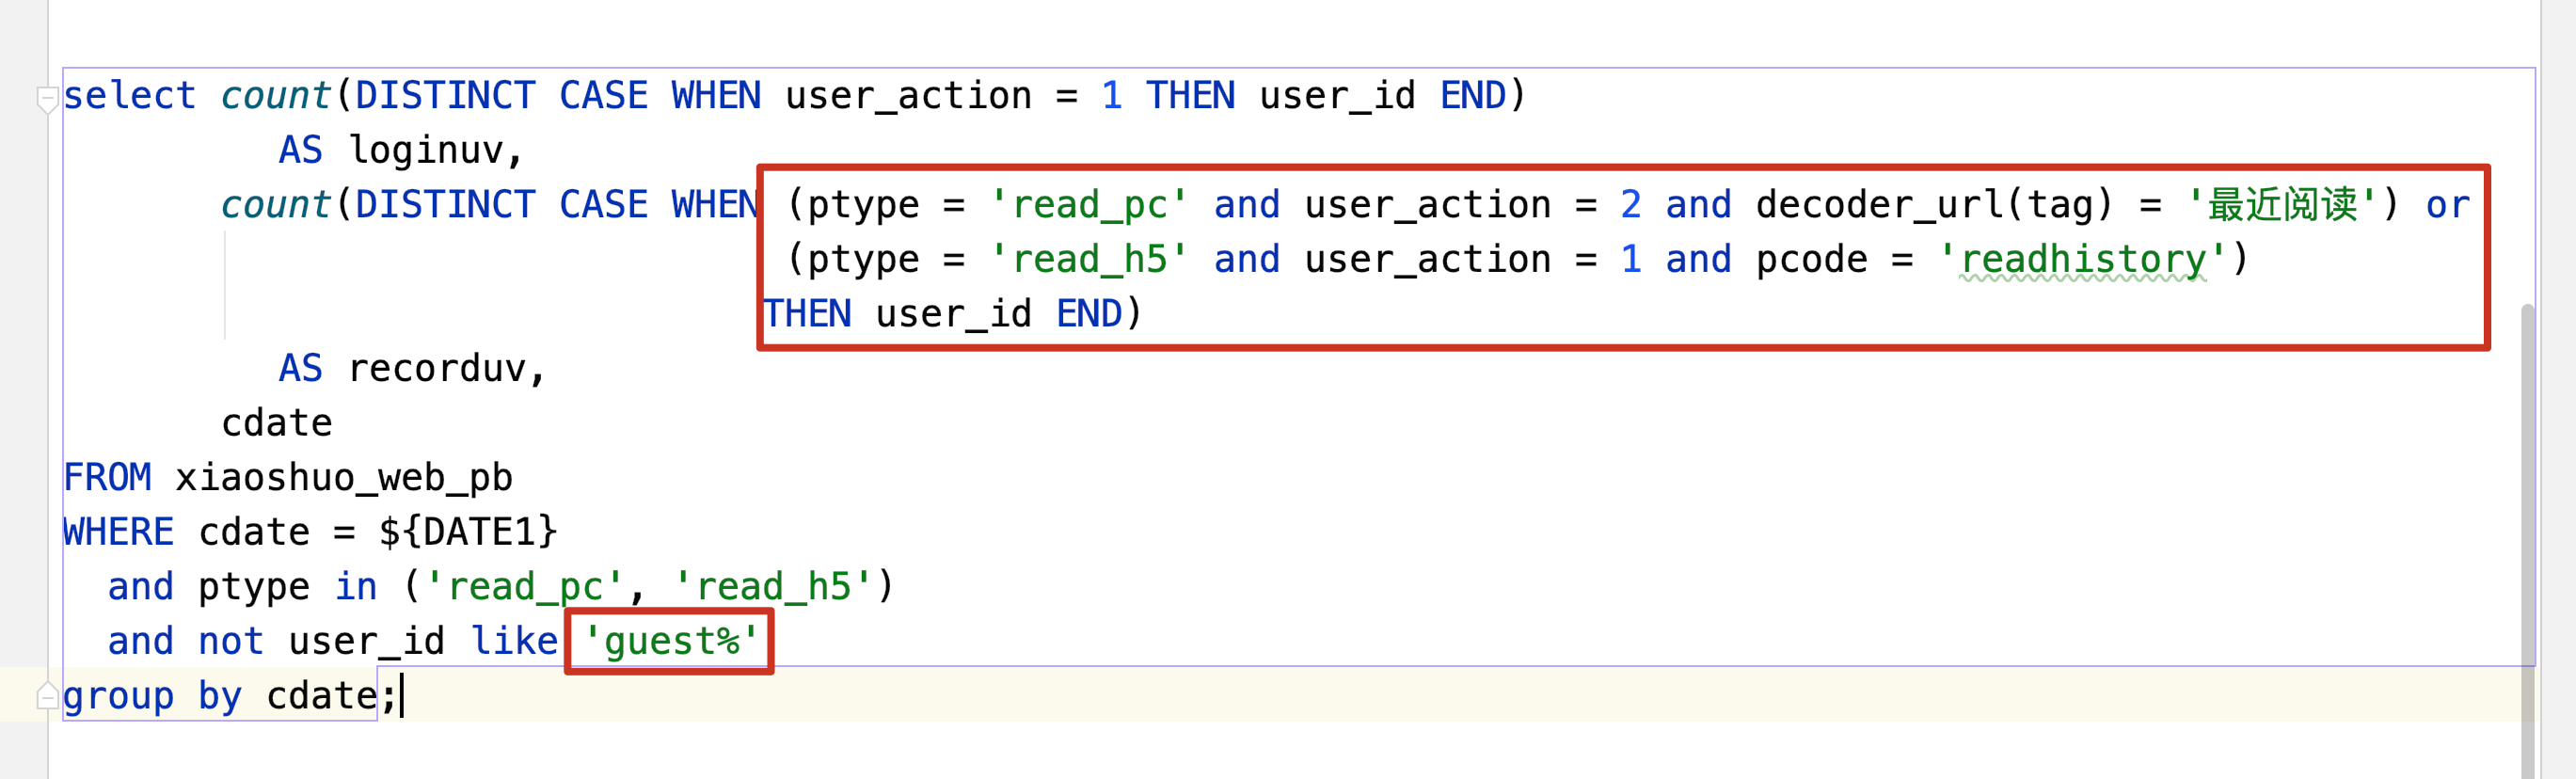 select count(DISTINCT CASE WHEN user_action = 1 THEN user_id END)
AS loginuv,
count(DISTINCT CASE WHEN (ptype = 'read_pc' and user_action = 2 and decoder_url(tag) = '最近阅读') or
(ptype = 'read_h5' and user_action = 1 and pcode = 'readhistory')
THEN user_id END)
AS recorduv,
cdate
FROM xiaoshuo_web_pb
WHERE cdate = ${DATE1}
and ptype in ('read_pc', 'read_h5')
and not user_id like 'guest%'
group by cdate;